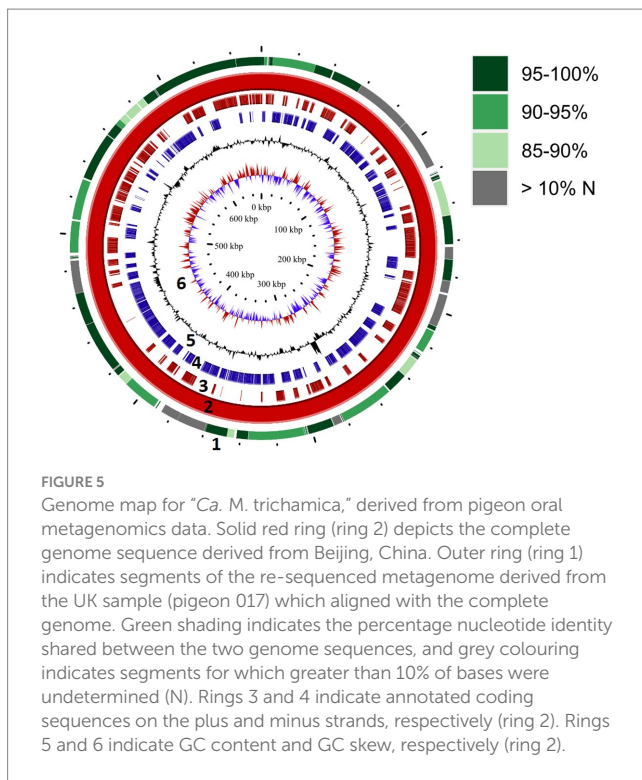 95-100%
90-95%
85-90%
> 10% N
0 kbp
100 kbp
200 kbp
300 kbp
400 kbp
500 kbp
600 kbp
6
5
4
3
2
1
FIGURE 5
Genome map for “Ca. M. trichamica,” derived from pigeon oral
metagenomics data. Solid red ring (ring 2) depicts the complete
genome sequence derived from Beijing, China. Outer ring (ring 1)
indicates segments of the re-sequenced metagenome derived from
the UK sample (pigeon 017) which aligned with the complete
genome. Green shading indicates the percentage nucleotide identity
shared between the two genome sequences, and grey colouring
indicates segments for which greater than 10% of bases were
undetermined (N). Rings 3 and 4 indicate annotated coding
sequences on the plus and minus strands, respectively (ring 2). Rings
5 and 6 indicate GC content and GC skew, respectively (ring 2).